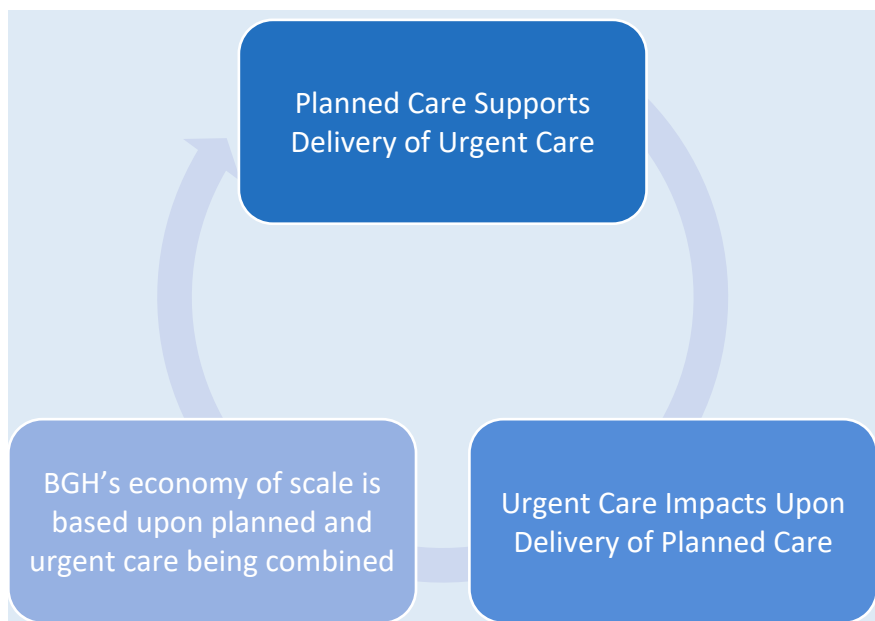 Planned Care Supports
Delivery of Urgent Care
Urgent Care Impacts Upon
Delivery of Planned Care
BGH’s economy of scale is
based upon planned and
urgent care being combined